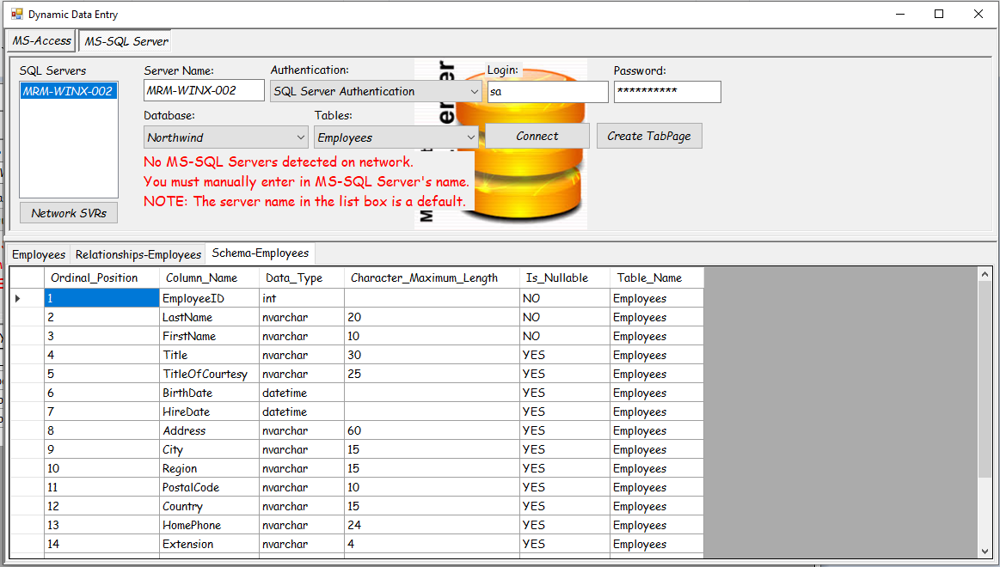 Dynamic Data Entry
MS-Access MS-SQL Server
SQL Servers Server Name: Authentication: Login: Password:
MRM-WINX-002 MRM-WINX-002 SQL Server Authentication sa **********
Database: Tables:
Northwind Employees Connect Create TabPage
No MS-SQL Servers detected on network.
You must manually enter in MS-SQL Server's name.
NOTE: The server name in the list box is a default.
Network SVRs
Employees Relationships-Employees Schema-Employees
Ordinal_Position Column_Name Data_Type Character_Maximum_Length Is_Nullable Table_Name
1 EmployeeID int NO Employees
2 LastName nvarchar 20 NO Employees
3 FirstName nvarchar 10 NO Employees
4 Title nvarchar 30 YES Employees
5 TitleOfCourtesy nvarchar 25 YES Employees
6 BirthDate datetime YES Employees
7 HireDate datetime YES Employees
8 Address nvarchar 60 YES Employees
9 City nvarchar 15 YES Employees
10 Region nvarchar 15 YES Employees
11 PostalCode nvarchar 10 YES Employees
12 Country nvarchar 15 YES Employees
13 HomePhone nvarchar 24 YES Employees
14 Extension nvarchar 4 YES Employees